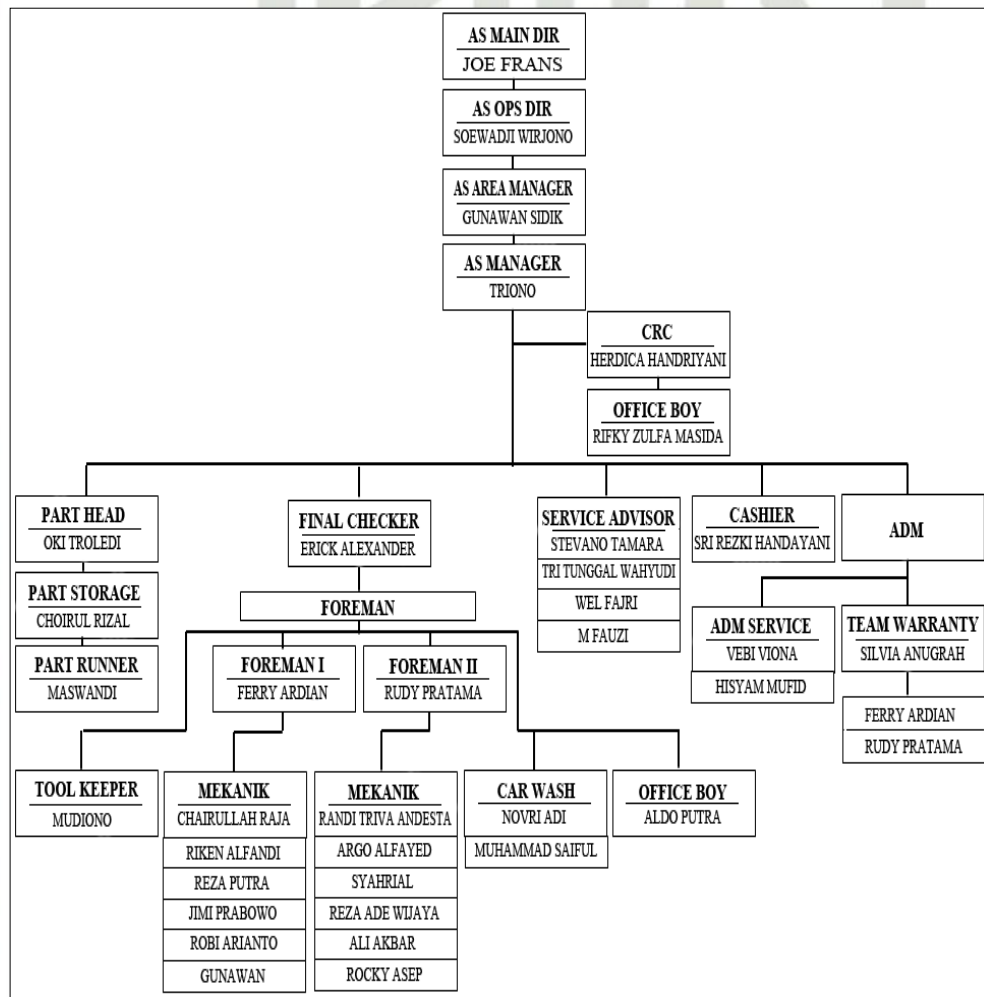 AS MAIN DIR
JOE FRANS
AS OPS DIR
SOEWADJI WIRJONO
AS AREA MANAGER
GUNAWAN SIDIK
AS MANAGER
TRIONO
CRC
HERDICA HANDRIYANI
OFFICE BOY
RIFKY ZULFA MASIDA
PART HEAD
OKI TROLEDI
PART STORAGE
CHOIRUL RIZAL
PART RUNNER
MASWANDI
FINAL CHECKER
ERICK ALEXANDER
FOREMAN
FOREMAN I
FERRY ARDIAN
FOREMAN II
RUDY PRATAMA
SERVICE ADVISOR
STEVANO TAMARA
TRI TUNGGAL WAHYUDI
WEL FAJRI
M FAUZI
CASHIER
SRI REZKI HANDAYANI
ADM
ADM SERVICE
VEBI VIONA
HISYAM MUFID
TEAM WARRANTY
SILVIA ANUGRAH
FERRY ARDIAN
RUDY PRATAMA
TOOL KEEPER
MUDIONO
MEKANIK
CHAIRULLAH RAJA
RIKEN ALFANDI
REZA PUTRA
JIMI PRABOWO
ROBI ARIANTO
GUNAWAN
MEKANIK
RANDI TRIVA ANDESTA
ARGO ALFAYED
SYAHRIAL
REZA ADE WIJAYA
ALI AKBAR
ROCKY ASEP
CAR WASH
NOVRI ADI
MUHAMMAD SAIFUL
OFFICE BOY
ALDO PUTRA